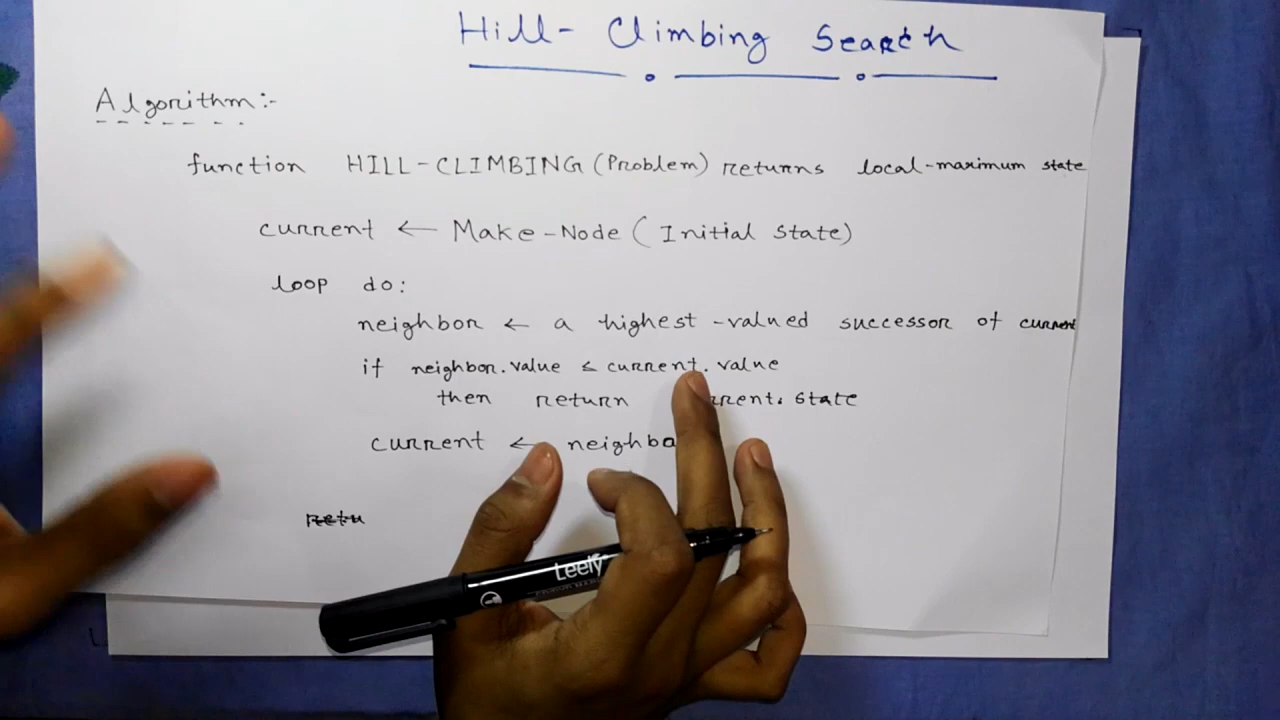 Hill- Climbing Search
Algorithm:-
function HILL-CLIMBING (Problem) returns local-maximum state
current ← Make-Node ( Initial State)
loop do:
neighbor ← a highest-valued successor of current
if neighbor.value ≤ current.value
then return state
current ← 
Leely